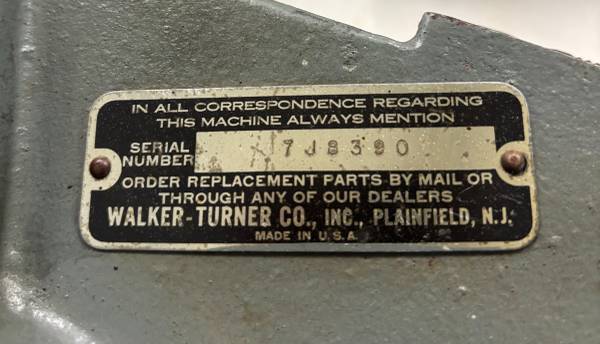 IN ALL CORRESPONDENCE REGARDING
THIS MACHINE ALWAYS MENTION
SERIAL
NUMBER 7J8390
ORDER REPLACEMENT PARTS BY MAIL OR
THROUGH ANY OF OUR DEALERS
WALKER-TURNER CO., INC., PLAINFIELD, N.J.
MADE IN U.S.A.